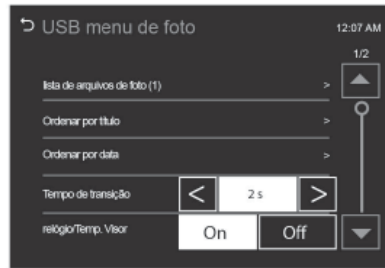 USB menu de foto
12:07 AM
1/2
lista de arquivos de foto (1) >
Ordenar por título >
Ordenar por data >
Tempo de transição < 2 s >
relógio/Temp. Visor On Off